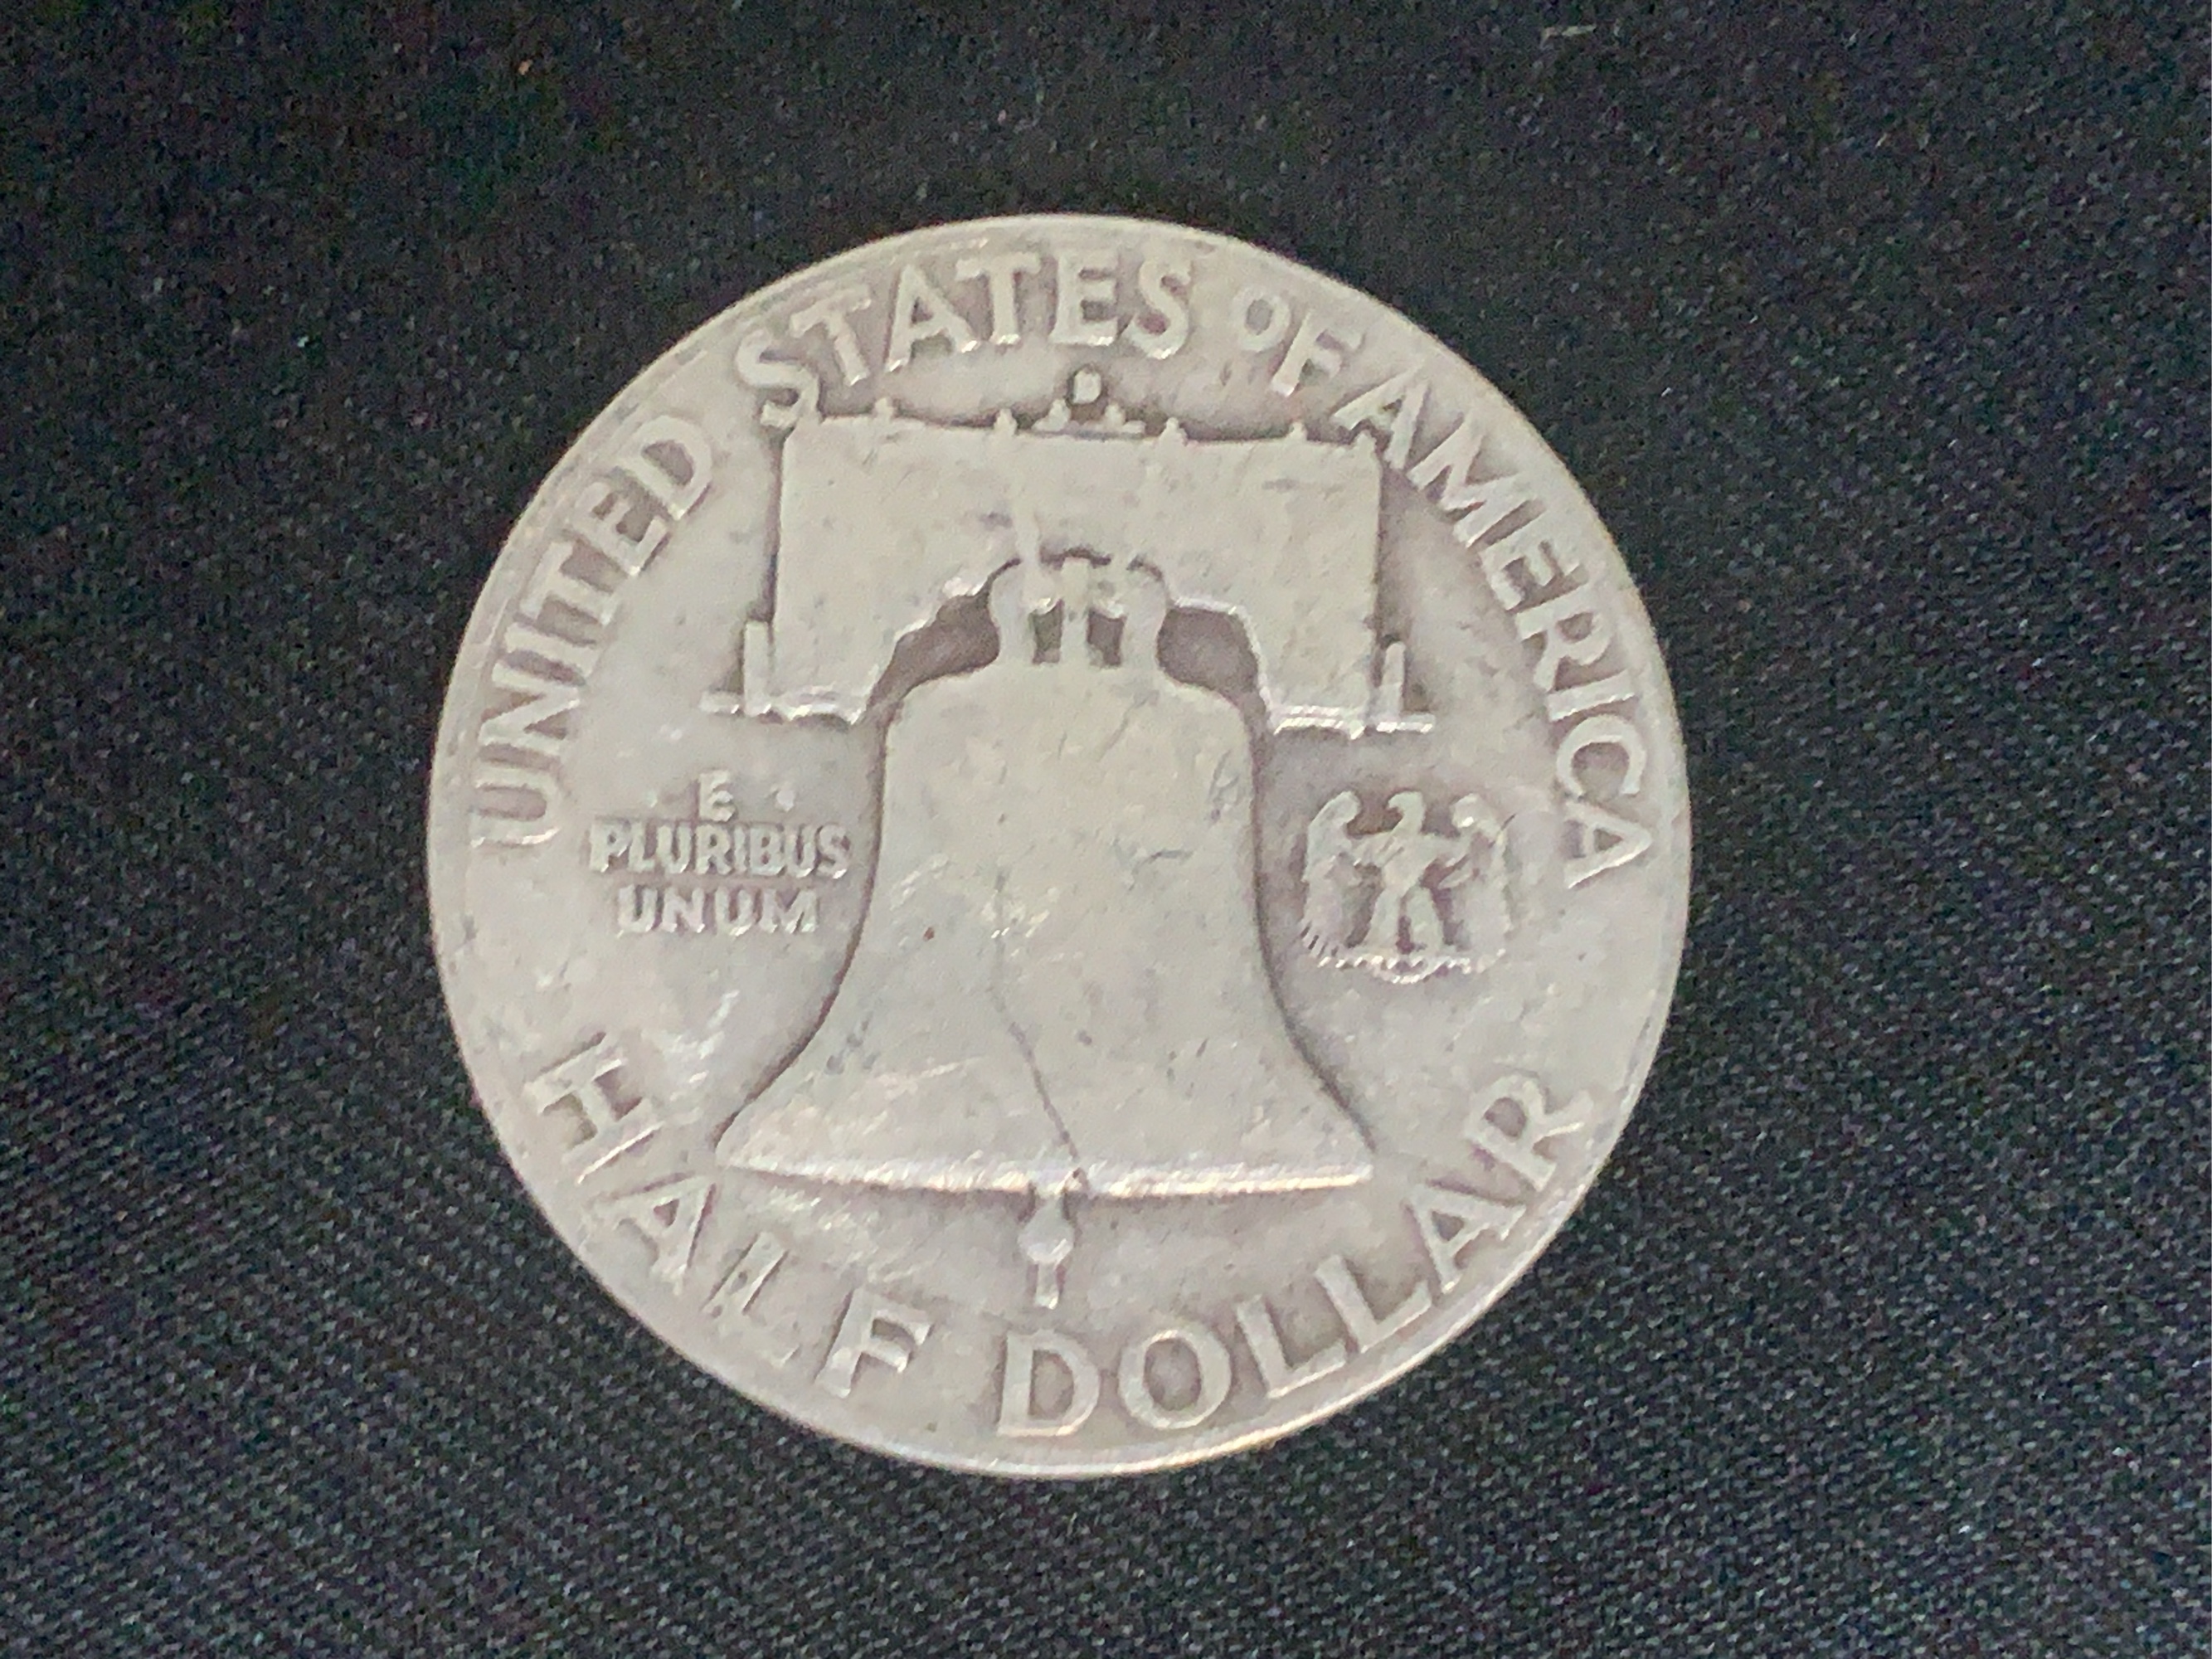 UNITED STATES OF AMERICA
D
E
PLURIBUS
UNUM
HALF DOLLAR